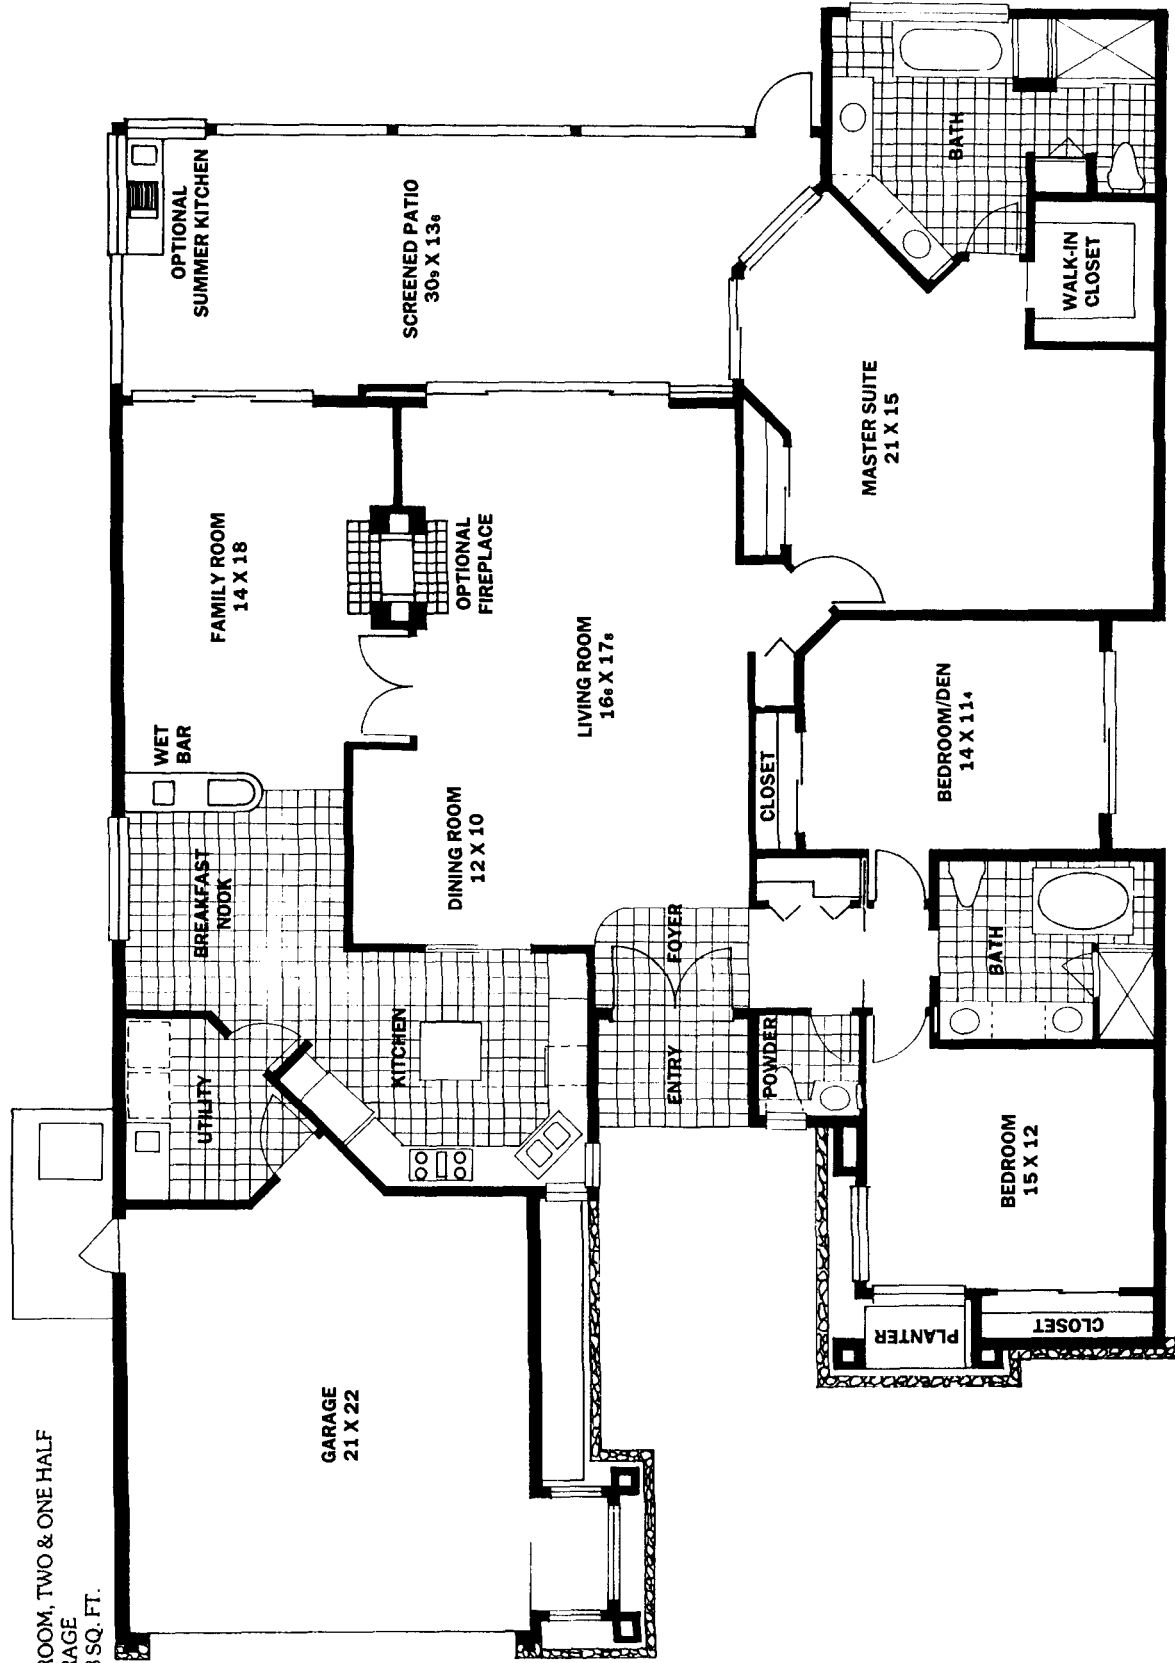 ROOM, TWO & ONE HALF
RAGE
SQ. FT.
OPTIONAL
SUMMER KITCHEN
SCREENED PATIO
30₉ X 13₆
FAMILY ROOM
14 X 18
OPTIONAL
FIREPLACE
WET
BAR
LIVING ROOM
16₆ X 17₈
DINING ROOM
12 X 10
BREAKFAST
NOOK
KITCHEN
UTILITY
GARAGE
21 X 22
FOYER
ENTRY
POWDER
CLOSET
BEDROOM/DEN
14 X 11₄
MASTER SUITE
21 X 15
BATH
WALK-IN
CLOSET
BATH
BEDROOM
15 X 12
PLANTER
CLOSET